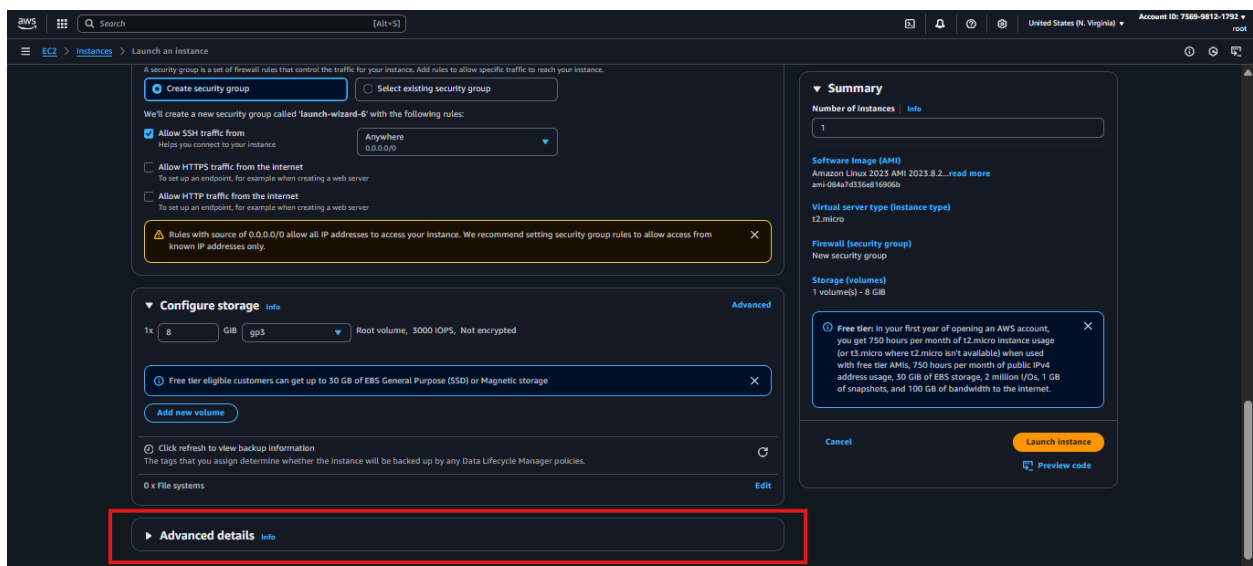 aws
Search
[Alt+S]
United States (N. Virginia)
Account ID: 7569-9812-1792
root
EC2 > Instances > Launch an instance
A security group is a set of firewall rules that control the traffic for your instance. Add rules to allow specific traffic to reach your instance.
Create security group
Select existing security group
We'll create a new security group called 'launch-wizard-6' with the following rules:
Allow SSH traffic from
Helps you connect to your instance
Anywhere
0.0.0.0/0
Allow HTTPS traffic from the internet
To set up an endpoint, for example when creating a web server
Allow HTTP traffic from the internet
To set up an endpoint, for example when creating a web server
Rules with source of 0.0.0.0/0 allow all IP addresses to access your instance. We recommend setting security group rules to allow access from
known IP addresses only.
Configure storage Info
Advanced
1x 8 GiB gp3 Root volume, 3000 IOPS, Not encrypted
Free tier eligible customers can get up to 30 GB of EBS General Purpose (SSD) or Magnetic storage
Add new volume
Click refresh to view backup information
The tags that you assign determine whether the instance will be backed up by any Data Lifecycle Manager policies.
0 x File systems
Edit
Advanced details Info
Summary
Number of instances Info
1
Software Image (AMI)
Amazon Linux 2023 AMI 2023.8.2...read more
ami-084a7d336e816906b
Virtual server type (instance type)
t2.micro
Firewall (security group)
New security group
Storage (volumes)
1 volume(s) - 8 GiB
Free tier: In your first year of opening an AWS account,
you get 750 hours per month of t2.micro instance usage
(or t3.micro where t2.micro isn't available) when used
with free tier AMIs, 750 hours per month of public IPv4
address usage, 30 GiB of EBS storage, 2 million I/Os, 1 GB
of snapshots, and 100 GB of bandwidth to the internet.
Cancel
Launch instance
Preview code